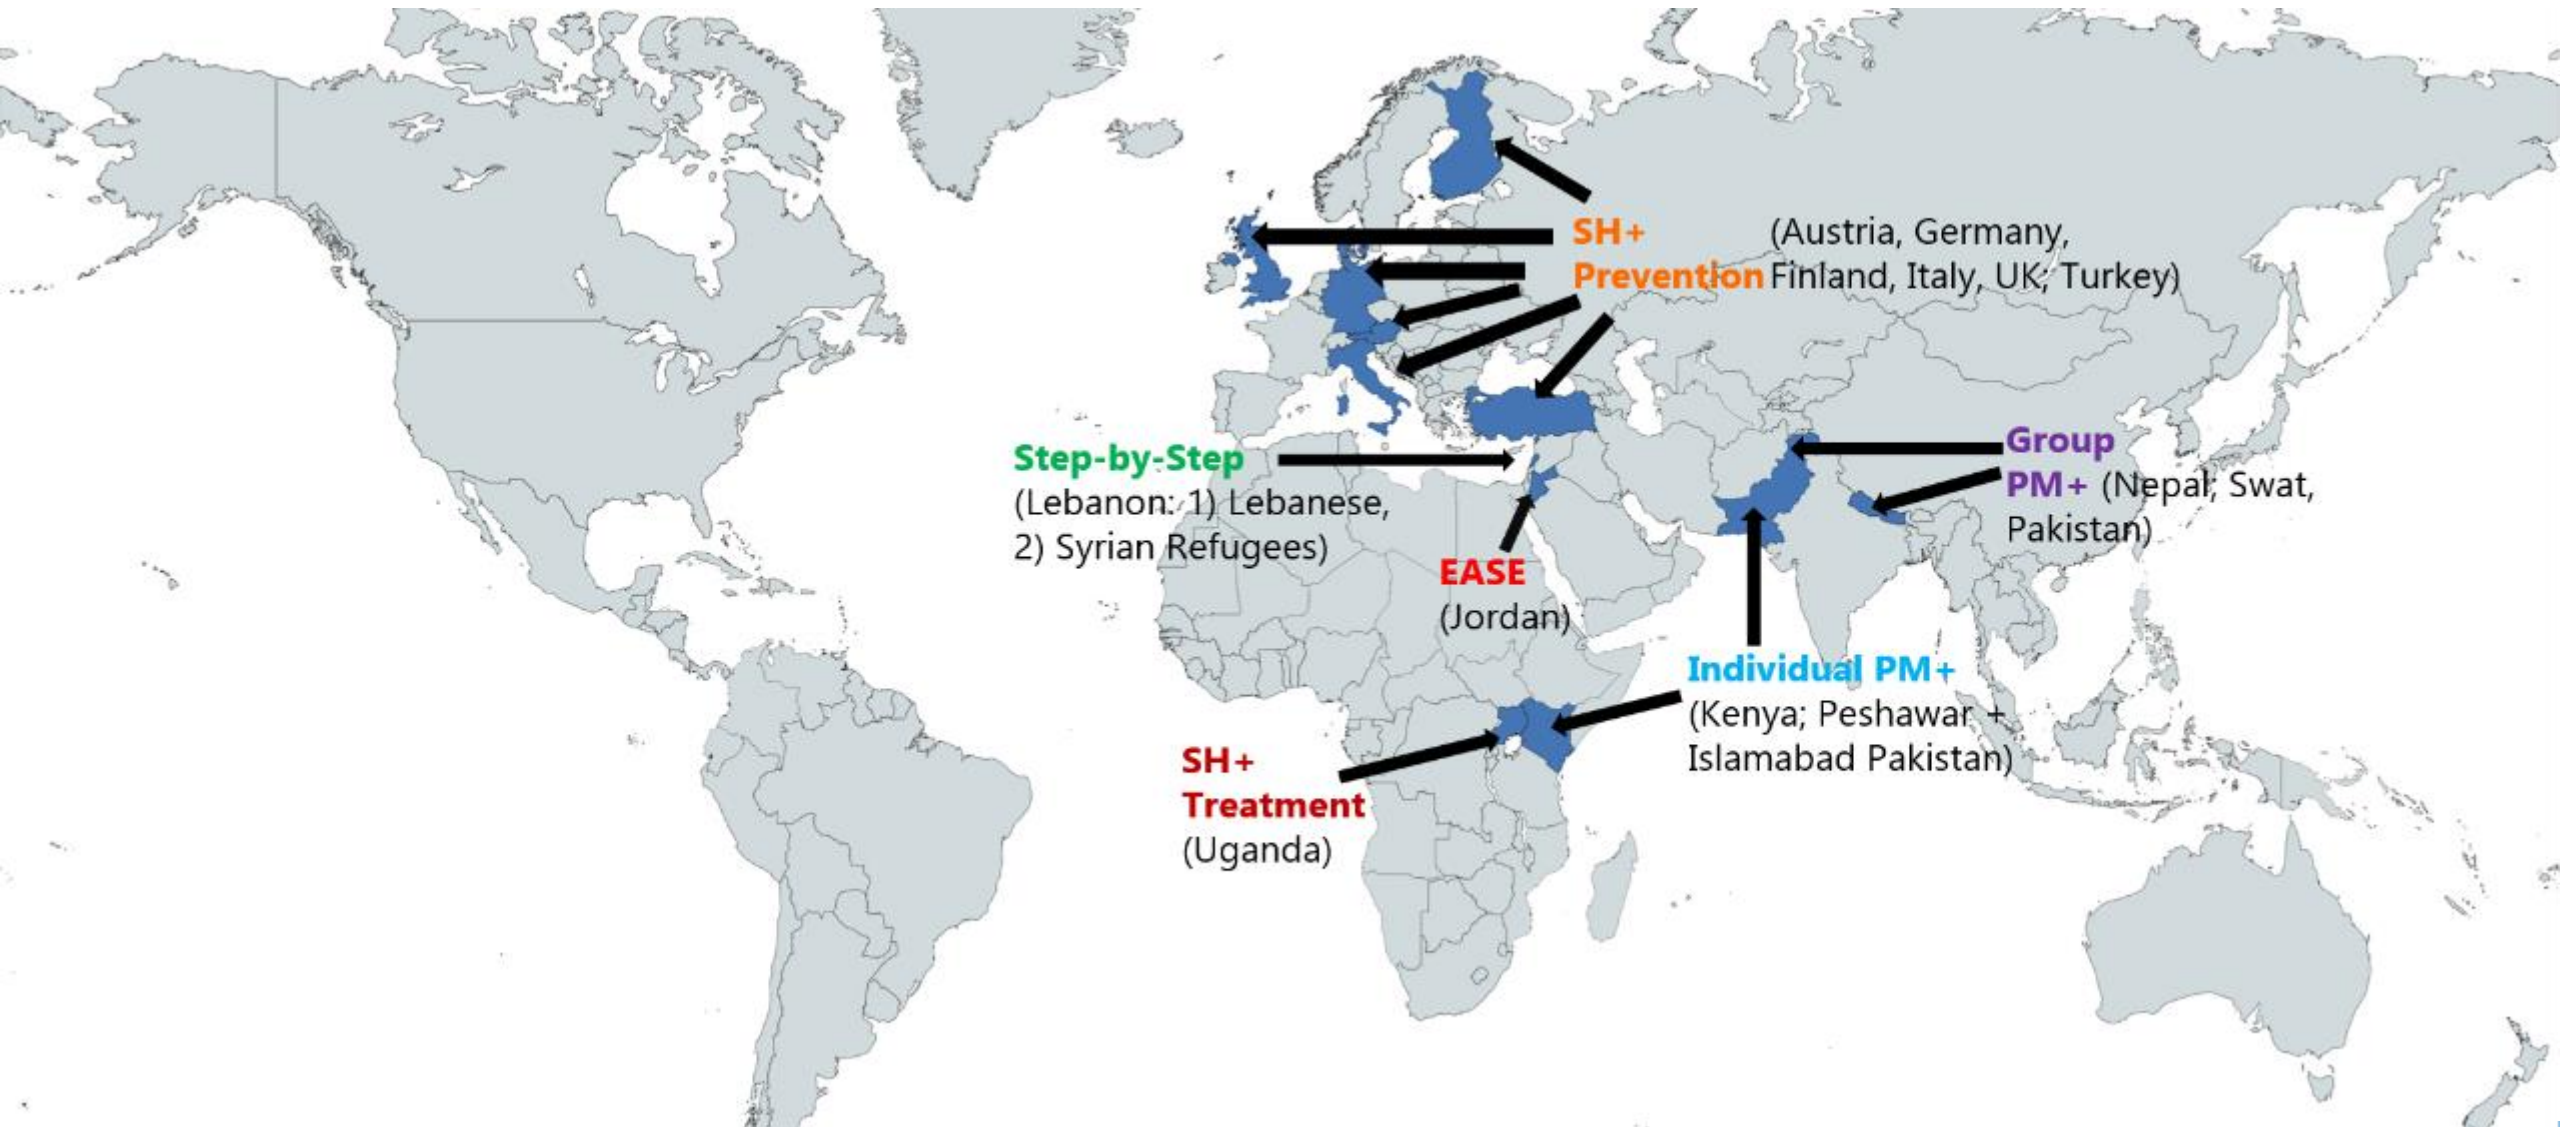 SH+ (Austria, Germany,
Prevention Finland, Italy, UK; Turkey)
Step-by-Step
(Lebanon: 1) Lebanese,
2) Syrian Refugees)
Group
PM+ (Nepal; Swat,
Pakistan)
EASE
(Jordan)
Individual PM+
(Kenya; Peshawar +
Islamabad Pakistan)
SH+
Treatment
(Uganda)